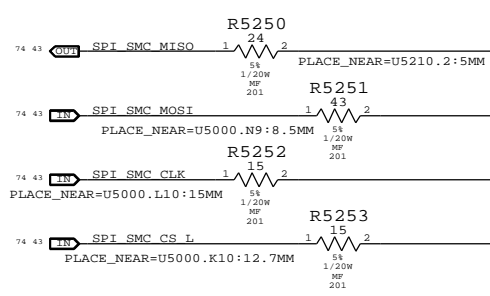 R5250
24
74 43 OUT SPI_SMC_MISO 1 2
5%
1/20W
MF
201
PLACE_NEAR=U5210.2:5MM
R5251
43
74 43 IN SPI_SMC_MOSI 1 2
PLACE_NEAR=U5000.N9:8.5MM
5%
1/20W
MF
201
R5252
15
74 43 IN SPI_SMC_CLK 1 2
PLACE_NEAR=U5000.L10:15MM
5%
1/20W
MF
201
R5253
15
74 43 IN SPI_SMC_CS_L 1 2
PLACE_NEAR=U5000.K10:12.7MM
5%
1/20W
MF
201